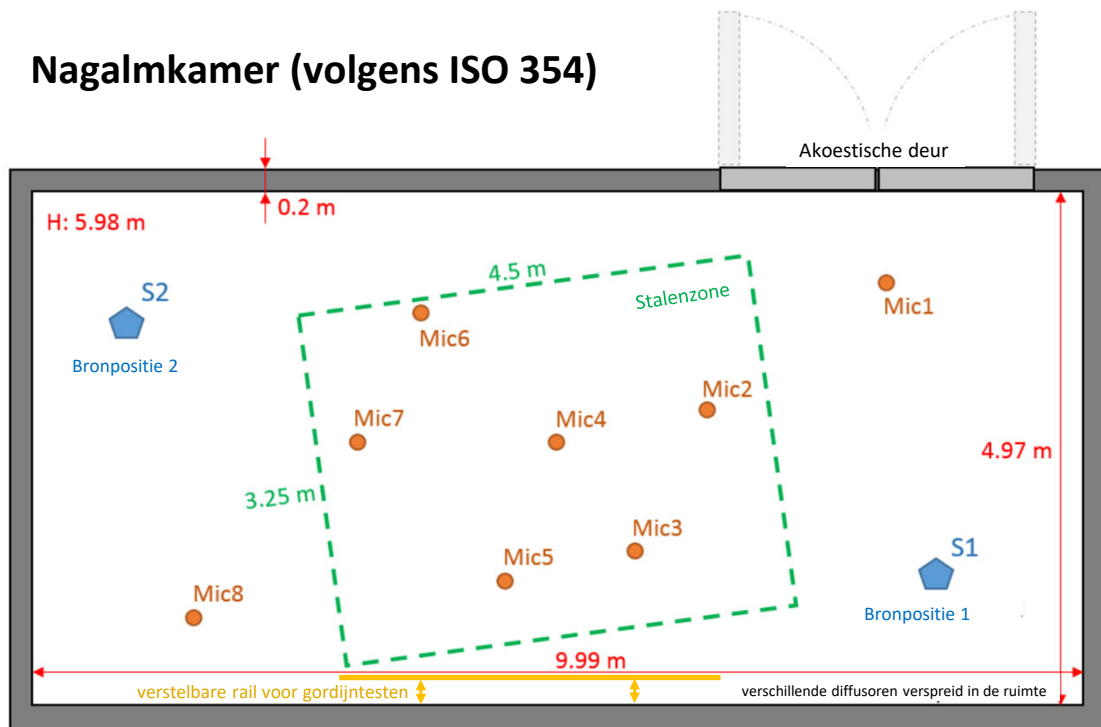 Nagalmkamer (volgens ISO 354)
Akoestische deur
0.2 m
H: 5.98 m
4.5 m
Stalenzone
S2
Mic1
Mic6
Bronpositie 2
Mic2
Mic7
Mic4
4.97 m
3.25 m
Mic3
S1
Mic5
Mic8
Bronpositie 1
9.99 m
verstelbare rail voor gordijntesten
verschillende diffusoren verspreid in de ruimte